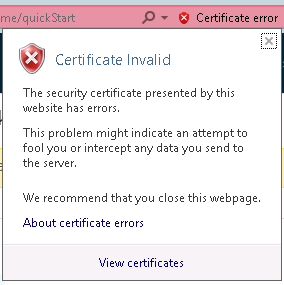 me/quickStart Certificate error
Certificate Invalid
The security certificate presented by this
website has errors.
This problem might indicate an attempt to
fool you or intercept any data you send to
the server.
We recommend that you close this webpage.
About certificate errors
View certificates